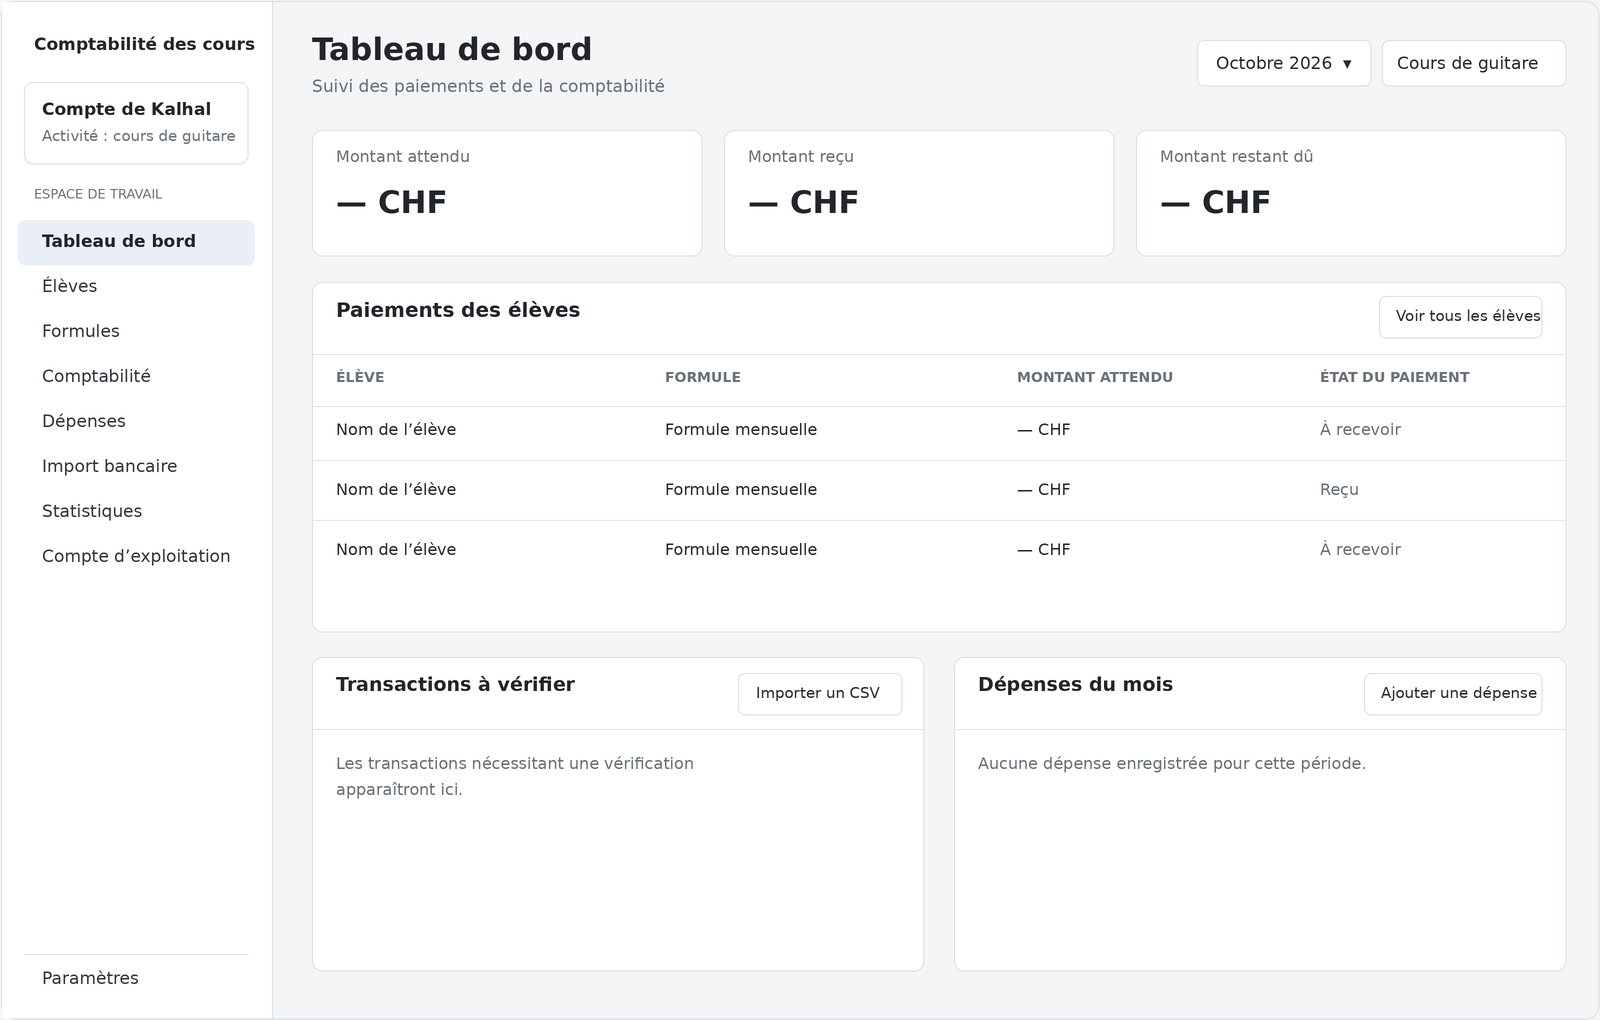 Comptabilité des cours
Compte de Kalhal
Activité : cours de guitare
ESPACE DE TRAVAIL
Tableau de bord
Élèves
Formules
Comptabilité
Dépenses
Import bancaire
Statistiques
Compte d’exploitation
Paramètres
Tableau de bord
Suivi des paiements et de la comptabilité
Octobre 2026 ▼
Cours de guitare
Montant attendu
— CHF
Montant reçu
— CHF
Montant restant dû
— CHF
Paiements des élèves
Voir tous les élèves
ÉLÈVE FORMULE MONTANT ATTENDU ÉTAT DU PAIEMENT
Nom de l’élève Formule mensuelle — CHF À recevoir
Nom de l’élève Formule mensuelle — CHF Reçu
Nom de l’élève Formule mensuelle — CHF À recevoir
Transactions à vérifier
Importer un CSV
Les transactions nécessitant une vérification
apparaîtront ici.
Dépenses du mois
Ajouter une dépense
Aucune dépense enregistrée pour cette période.